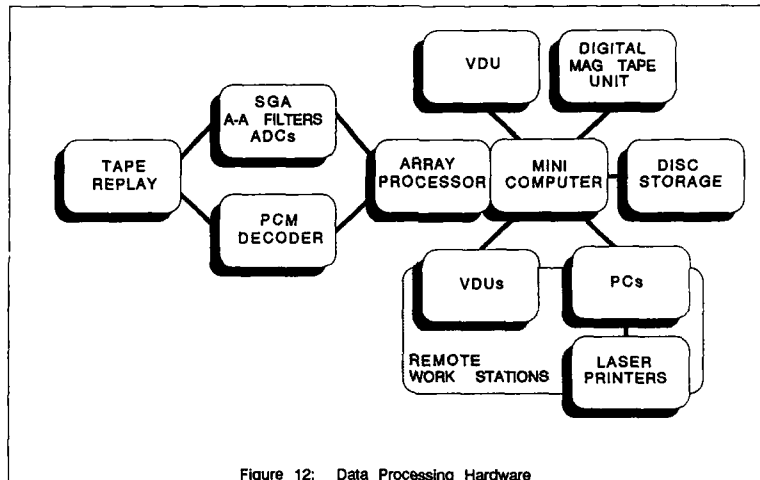 VDU
DIGITAL
MAG TAPE
UNIT
SGA
A-A FILTERS
ADCs
TAPE
REPLAY
ARRAY
PROCESSOR
MINI
COMPUTER
DISC
STORAGE
PCM
DECODER
VDUs
PCs
REMOTE
WORK STATIONS
LASER
PRINTERS
Figure 12: Data Processing Hardware